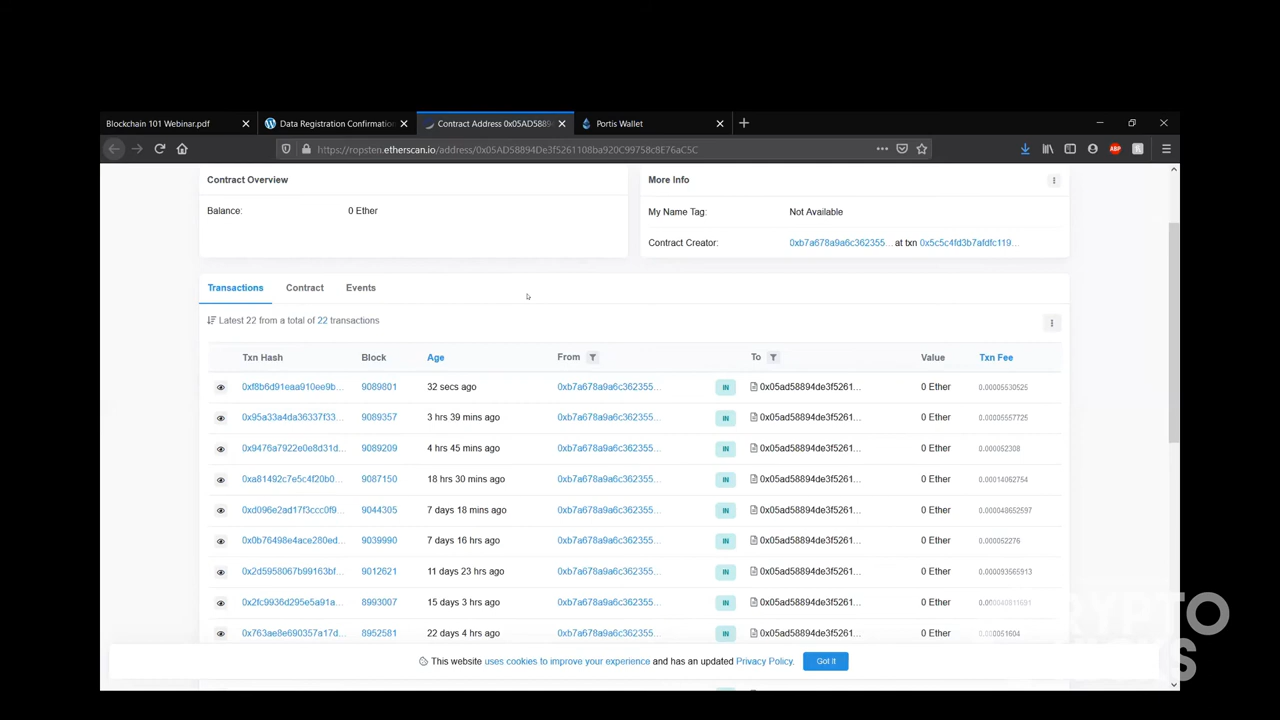 Blockchain 101 Webinar.pdf
Data Registration Confirmation
Contract Address 0x05AD5889
Portis Wallet
https://ropsten.etherscan.io/address/0x05AD58894De3f5261108ba920C99758c8E76aC5C
Contract Overview
Balance: 0 Ether
More Info
My Name Tag: Not Available
Contract Creator: 0xb7a678a9a6c362355... at txn 0x5c5c4fd3b7afdfc119...
Transactions Contract Events
Latest 22 from a total of 22 transactions
Txn Hash Block Age From To Value Txn Fee
0xf8b6d91eaa910ee9b... 9089801 32 secs ago 0xb7a678a9a6c362355... IN 0x05ad58894de3f5261... 0 Ether 0.00005530525
0x95a33a4da36337f33... 9089357 3 hrs 39 mins ago 0xb7a678a9a6c362355... IN 0x05ad58894de3f5261... 0 Ether 0.00005557725
0x9476a7922e0e8d31d... 9089209 4 hrs 45 mins ago 0xb7a678a9a6c362355... IN 0x05ad58894de3f5261... 0 Ether 0.00052308
0xa81492c7e5c4f20b0... 9087150 18 hrs 30 mins ago 0xb7a678a9a6c362355... IN 0x05ad58894de3f5261... 0 Ether 0.00014052754
0xd096e2ad17f3ccc0f9... 9044305 7 days 18 mins ago 0xb7a678a9a6c362355... IN 0x05ad58894de3f5261... 0 Ether 0.000048652597
0x0b76498e4ace280ed... 9039990 7 days 16 hrs ago 0xb7a678a9a6c362355... IN 0x05ad58894de3f5261... 0 Ether 0.00052276
0x2d5958067b99163bf... 9012621 11 days 23 hrs ago 0xb7a678a9a6c362355... IN 0x05ad58894de3f5261... 0 Ether 0.000093565913
0x2fc9936d295e5a91a... 8993007 15 days 3 hrs ago 0xb7a678a9a6c362355... IN 0x05ad58894de3f5261... 0 Ether
0x763ae8e690357a17d... 8952581 22 days 4 hrs ago 0xb7a678a9a6c362355... IN 0x05ad58894de3f5261... 0 Ether 0.000051604
This website uses cookies to improve your experience and has an updated Privacy Policy. Got It